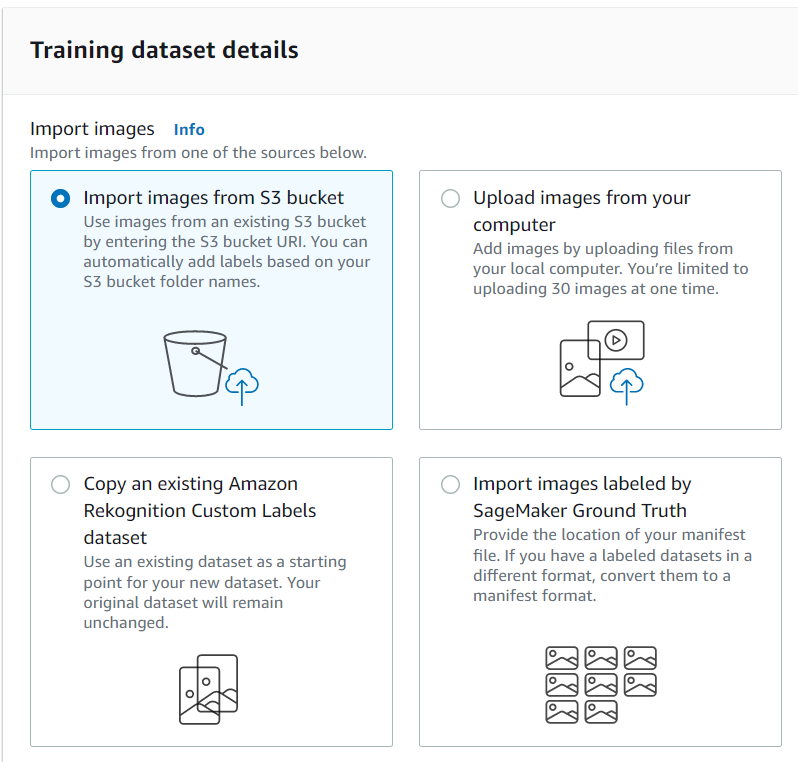 Training dataset details
Import images Info
Import images from one of the sources below.
Import images from S3 bucket
Use images from an existing S3 bucket
by entering the S3 bucket URI. You can
automatically add labels based on your
S3 bucket folder names.
Upload images from your
computer
Add images by uploading files from
your local computer. You’re limited to
uploading 30 images at one time.
Copy an existing Amazon
Rekognition Custom Labels
dataset
Use an existing dataset as a starting
point for your new dataset. Your
original dataset will remain
unchanged.
Import images labeled by
SageMaker Ground Truth
Provide the location of your manifest
file. If you have a labeled datasets in a
different format, convert them to a
manifest format.